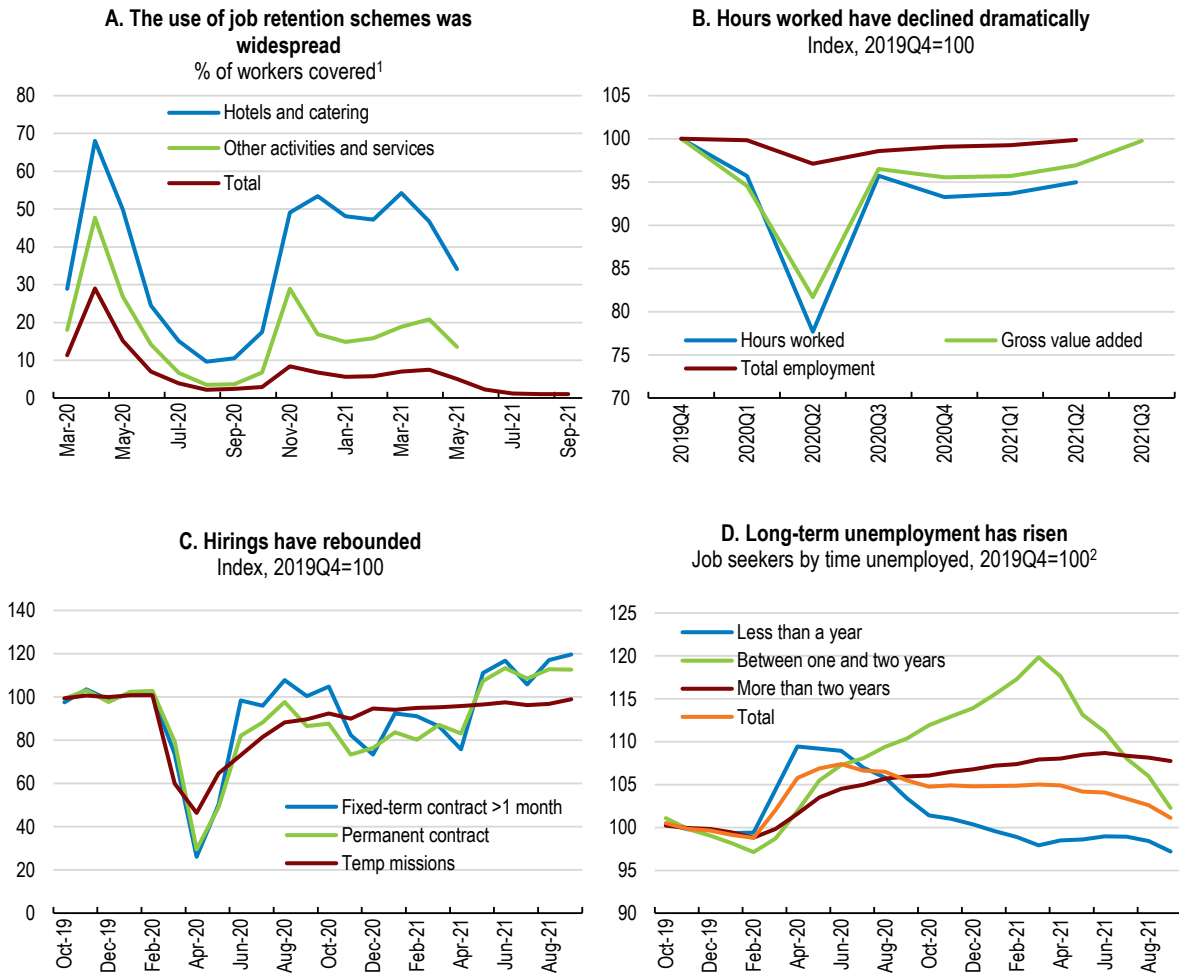 A. The use of job retention schemes was
widespread
% of workers covered1
80
70
60
50
40
30
20
10
0
Hotels and catering
Other activities and services
Total
Mar-20
May-20
Jul-20
Sep-20
Nov-20
Jan-21
Mar-21
May-21
Jul-21
Sep-21
B. Hours worked have declined dramatically
Index, 2019Q4=100
105
100
95
90
85
80
75
70
Hours worked
Gross value added
Total employment
2019Q4
2020Q1
2020Q2
2020Q3
2020Q4
2021Q1
2021Q2
2021Q3
C. Hirings have rebounded
Index, 2019Q4=100
140
120
100
80
60
40
20
0
Fixed-term contract >1 month
Permanent contract
Temp missions
Oct-19
Dec-19
Feb-20
Apr-20
Jun-20
Aug-20
Oct-20
Dec-20
Feb-21
Apr-21
Jun-21
Aug-21
D. Long-term unemployment has risen
Job seekers by time unemployed, 2019Q4=1002
125
120
115
110
105
100
95
90
Less than a year
Between one and two years
More than two years
Total
Oct-19
Dec-19
Feb-20
Apr-20
Jun-20
Aug-20
Oct-20
Dec-20
Feb-21
Apr-21
Jun-21
Aug-21